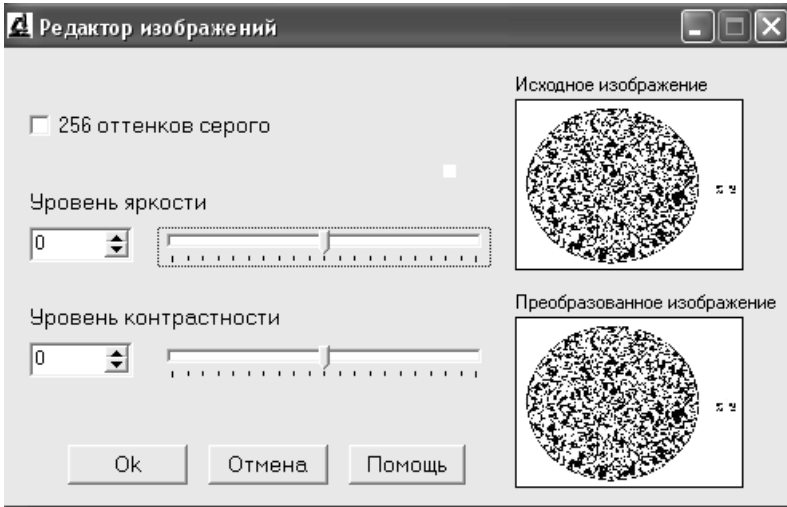 Редактор изображений
256 оттенков серого
Уровень яркости
0
Уровень контрастности
0
Ok
Отмена
Помощь
Исходное изображение
Преобразованное изображение